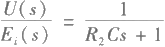 U(s) / E_i(s) = 1 / (R_2Cs + 1)